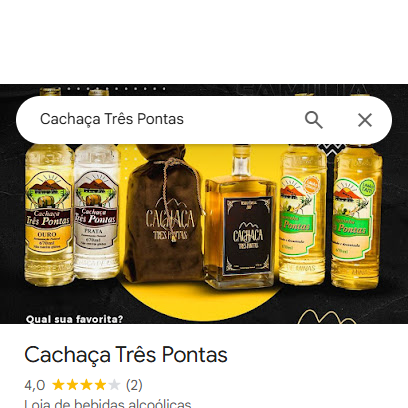 Cachaça Três Pontas
Cachaça
Três Pontas
OURO
670ml
Cachaça
Três Pontas
PRATA
670ml
CACHAÇA
TRÊS PONTAS
CACHAÇA
TRÊS PONTAS
Três Pontas
Três Pontas
Qual sua favorita?
Cachaça Três Pontas
4,0 (2)
Loja de bebidas alcoólicas